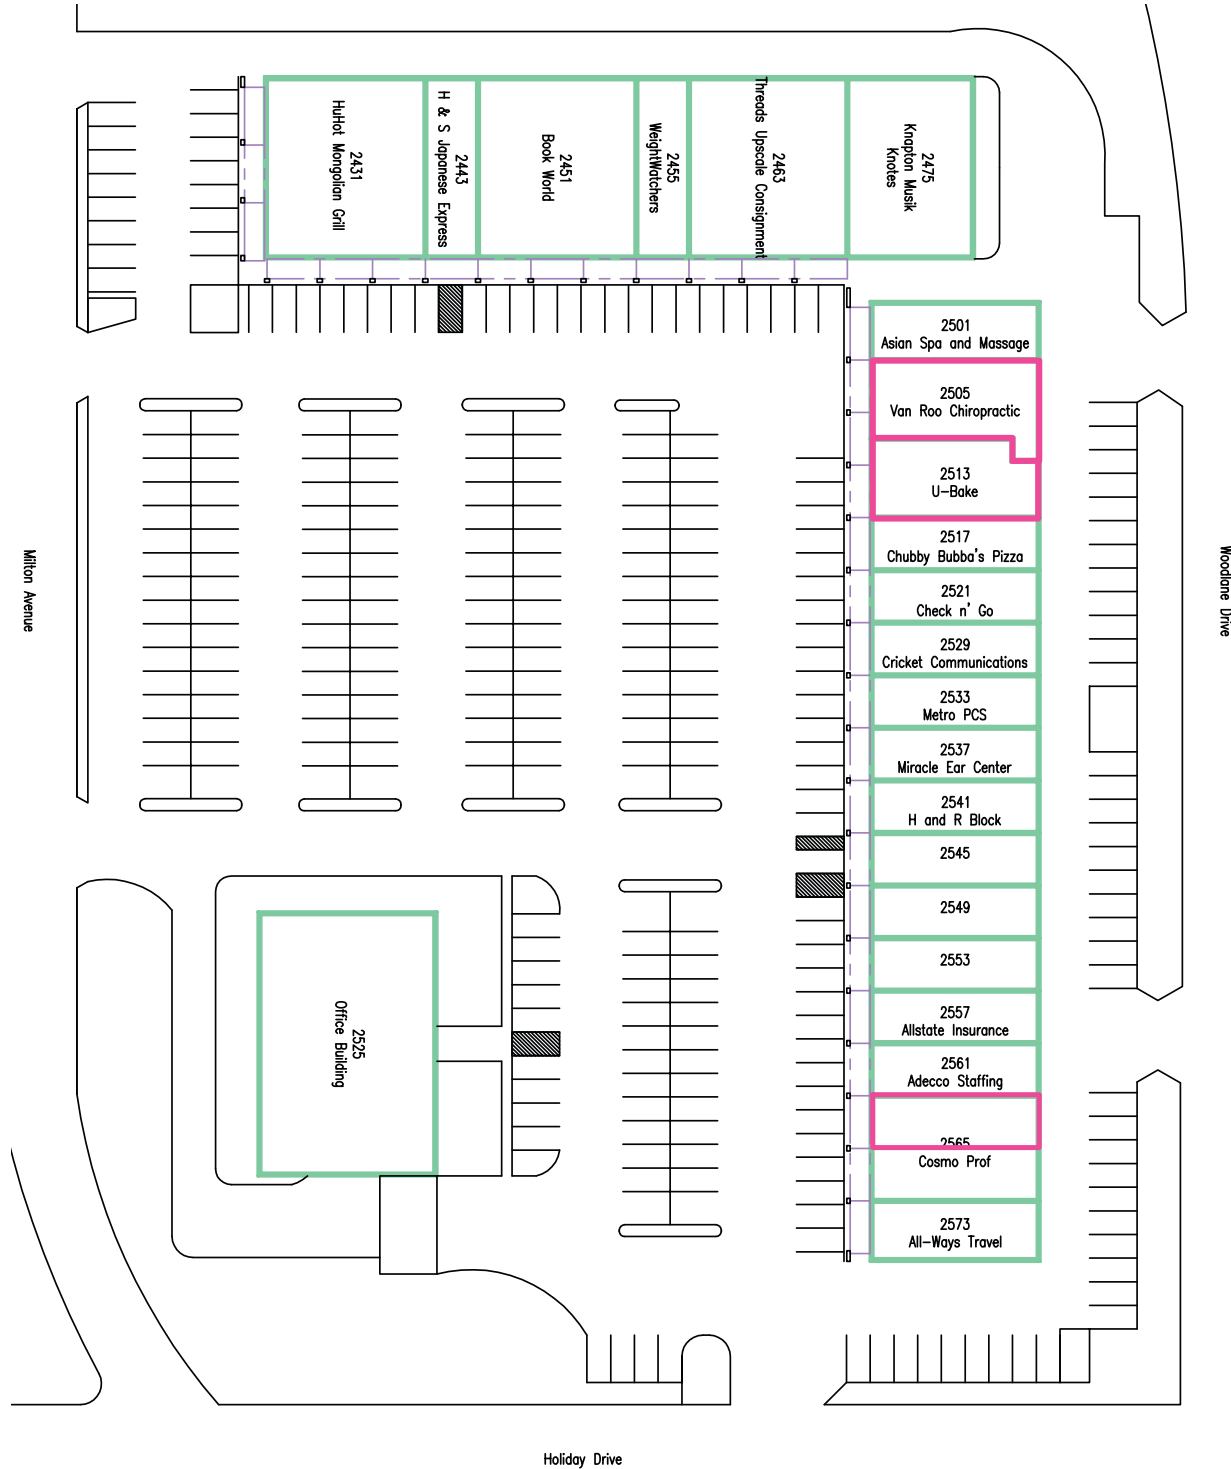 2431
HuHot Mongolian Grill
2443
H & S Japanese Express
2451
Book World
2455
WeightWatchers
2463
Threads Upscale Consignment
2475
Knapton Musik
Knotes
2501
Asian Spa and Massage
2505
Van Roo Chiropractic
2513
U-Bake
2517
Chubby Bubba's Pizza
2521
Check n' Go
2529
Cricket Communications
2533
Metro PCS
2537
Miracle Ear Center
2541
H and R Block
2545
2549
2553
2557
Allstate Insurance
2561
Adecco Staffing
2565
Cosmo Prof
2573
All-Ways Travel
2525
Office Building
Milton Avenue
Woodlane Drive
Holiday Drive